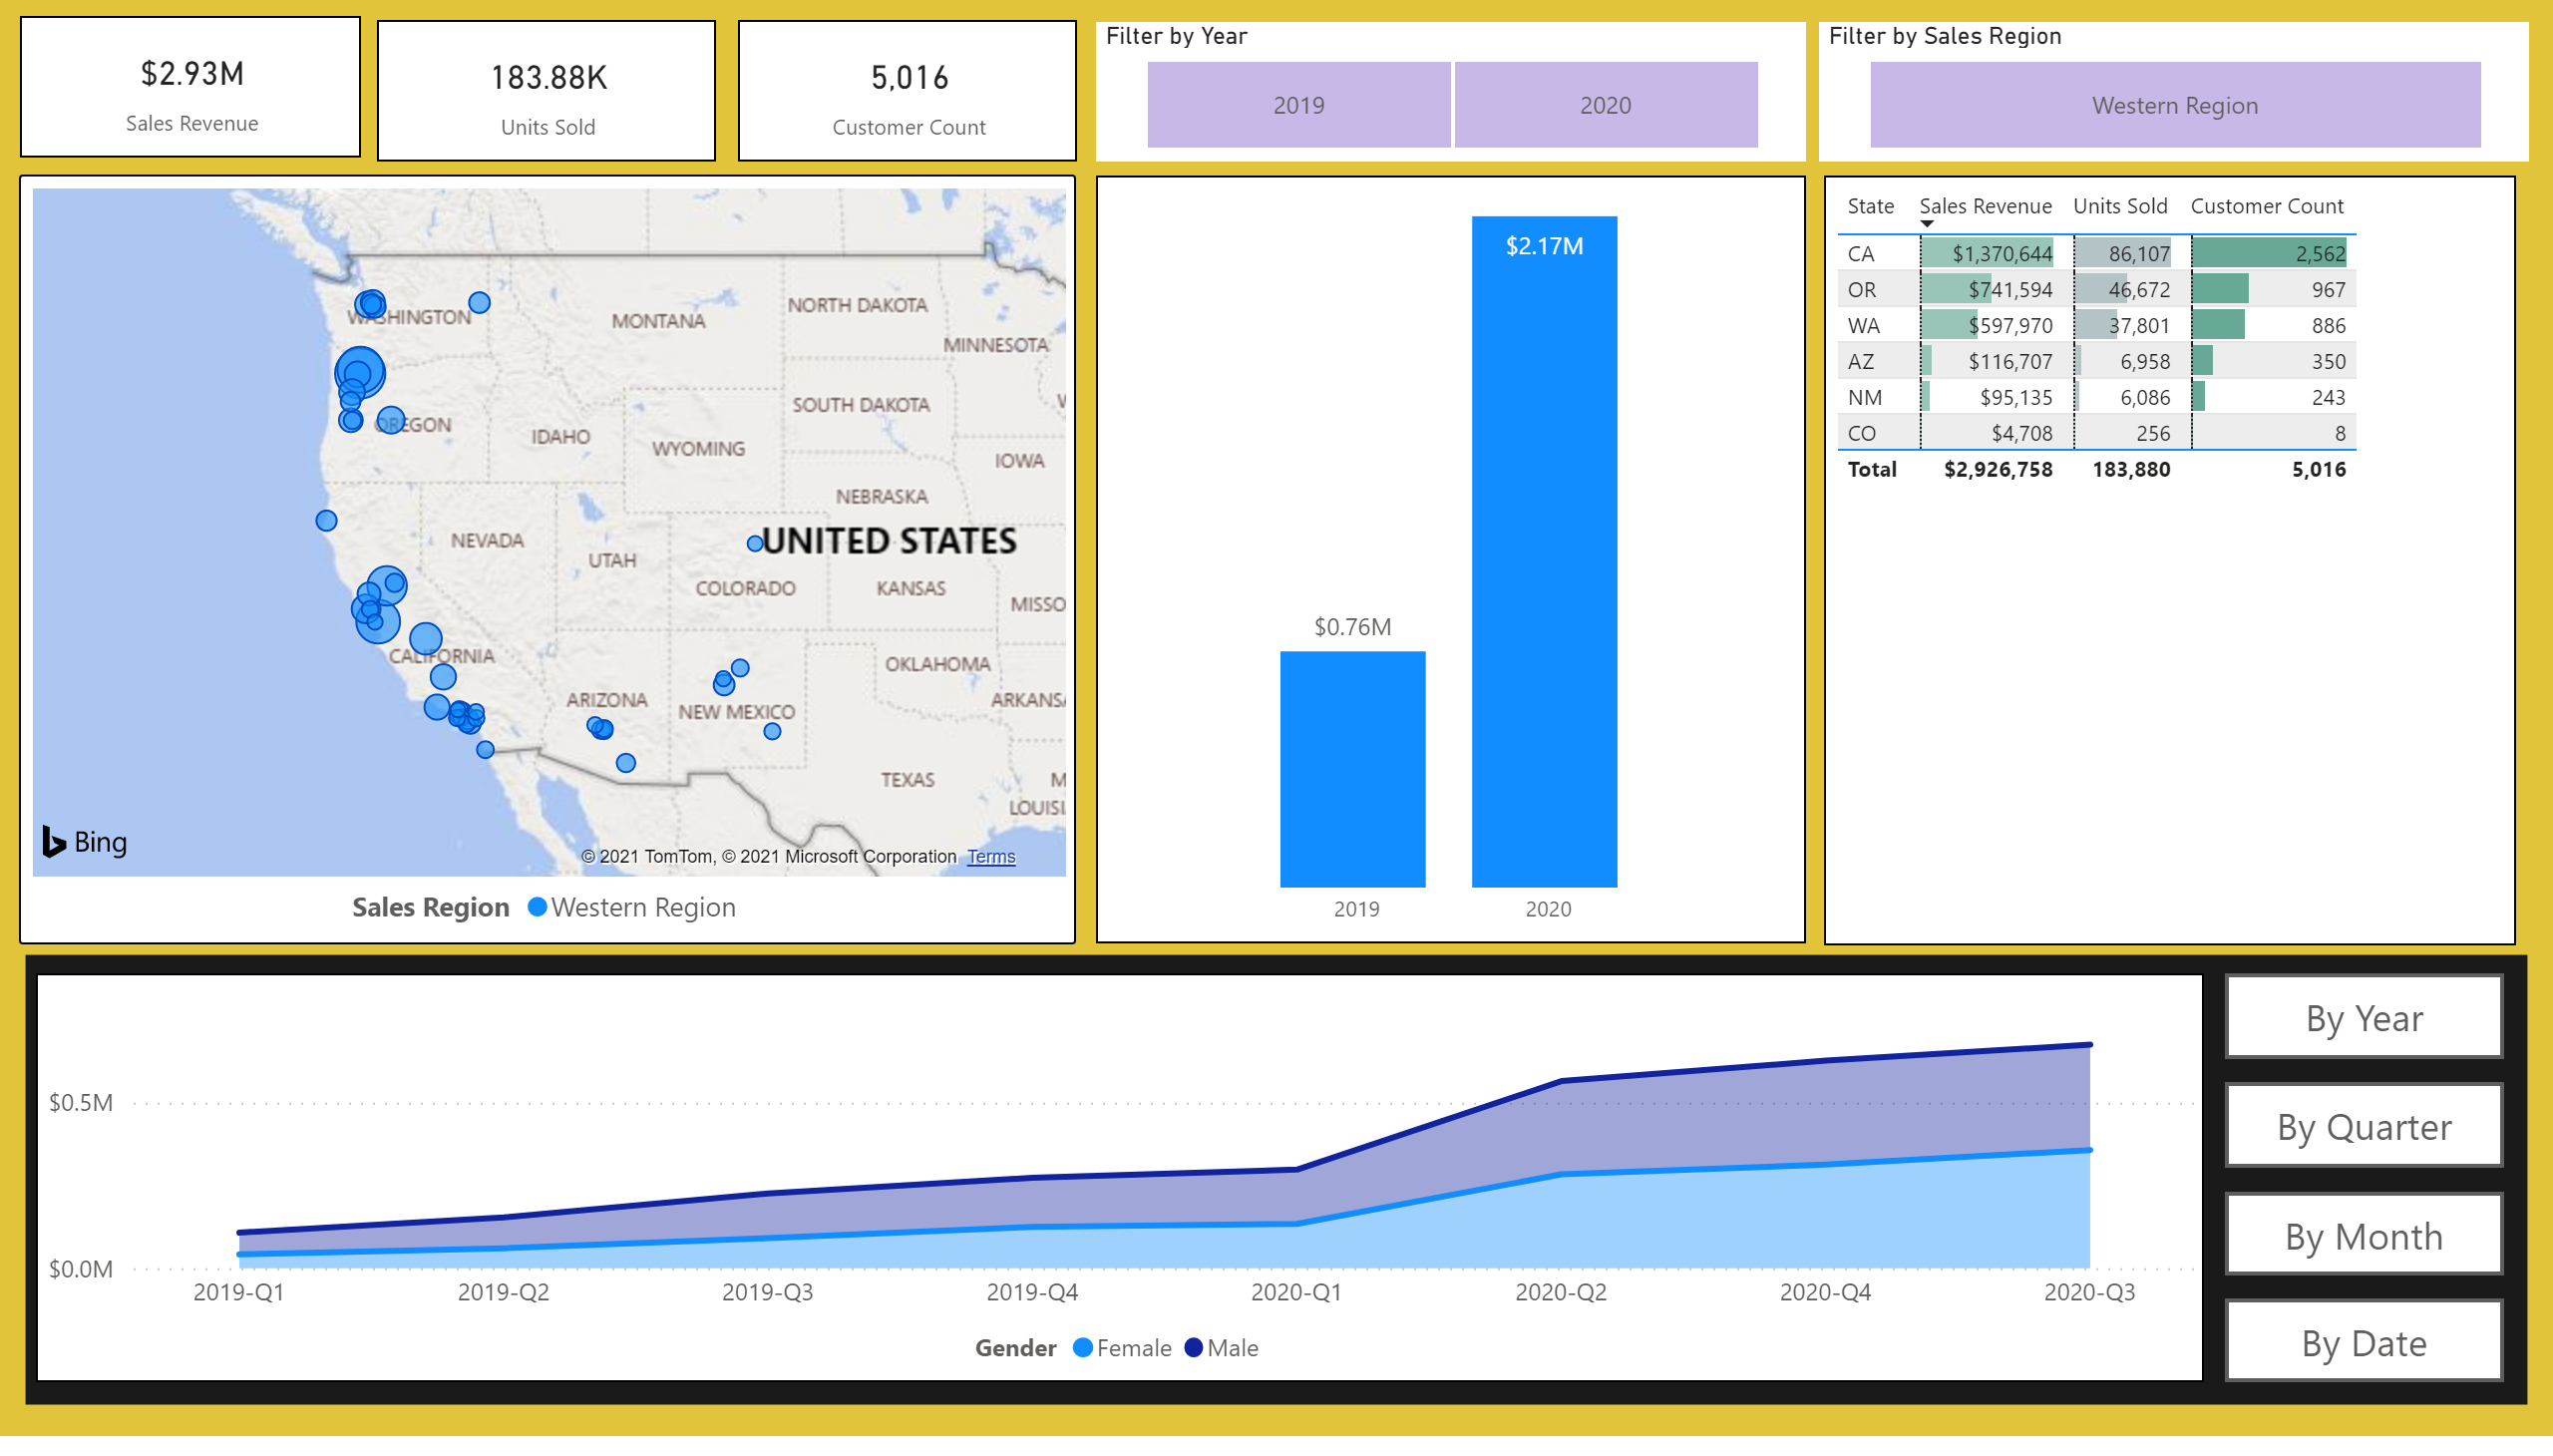 $2.93M
Sales Revenue
183.88K
Units Sold
5,016
Customer Count
Filter by Year
2019
2020
Filter by Sales Region
Western Region
WASHINGTON
MONTANA
NORTH DAKOTA
MINNESOTA
OREGON
IDAHO
SOUTH DAKOTA
WYOMING
IOWA
NEBRASKA
NEVADA
UNITED STATES
UTAH
COLORADO
KANSAS
MISSO
CALIFORNIA
OKLAHOMA
ARIZONA
NEW MEXICO
ARKANSA
TEXAS
M
LOUISI
Bing
© 2021 TomTom, © 2021 Microsoft Corporation Terms
Sales Region Western Region
$2.17M
$0.76M
2019 2020
State Sales Revenue Units Sold Customer Count
CA $1,370,644 86,107 2,562
OR $741,594 46,672 967
WA $597,970 37,801 886
AZ $116,707 6,958 350
NM $95,135 6,086 243
CO $4,708 256 8
Total $2,926,758 183,880 5,016
$0.5M
$0.0M
2019-Q1 2019-Q2 2019-Q3 2019-Q4 2020-Q1 2020-Q2 2020-Q4 2020-Q3
Gender Female Male
By Year
By Quarter
By Month
By Date